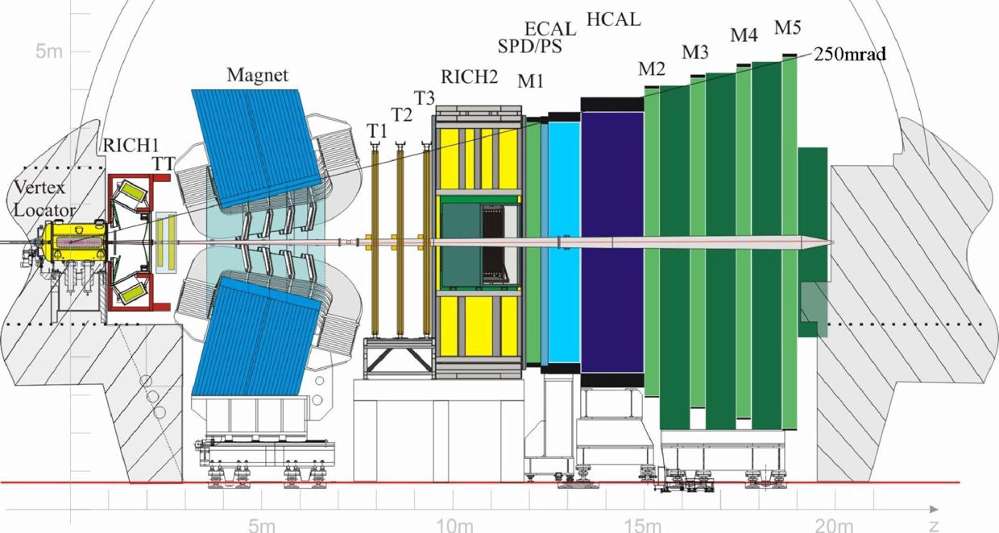 HCAL
ECAL
SPD/PS
M5
M4
M3
M2
250mrad
5m
Magnet
RICH2
M1
T3
T2
T1
RICH1
TT
Vertex
Locator
5m
10m
15m
20m
z